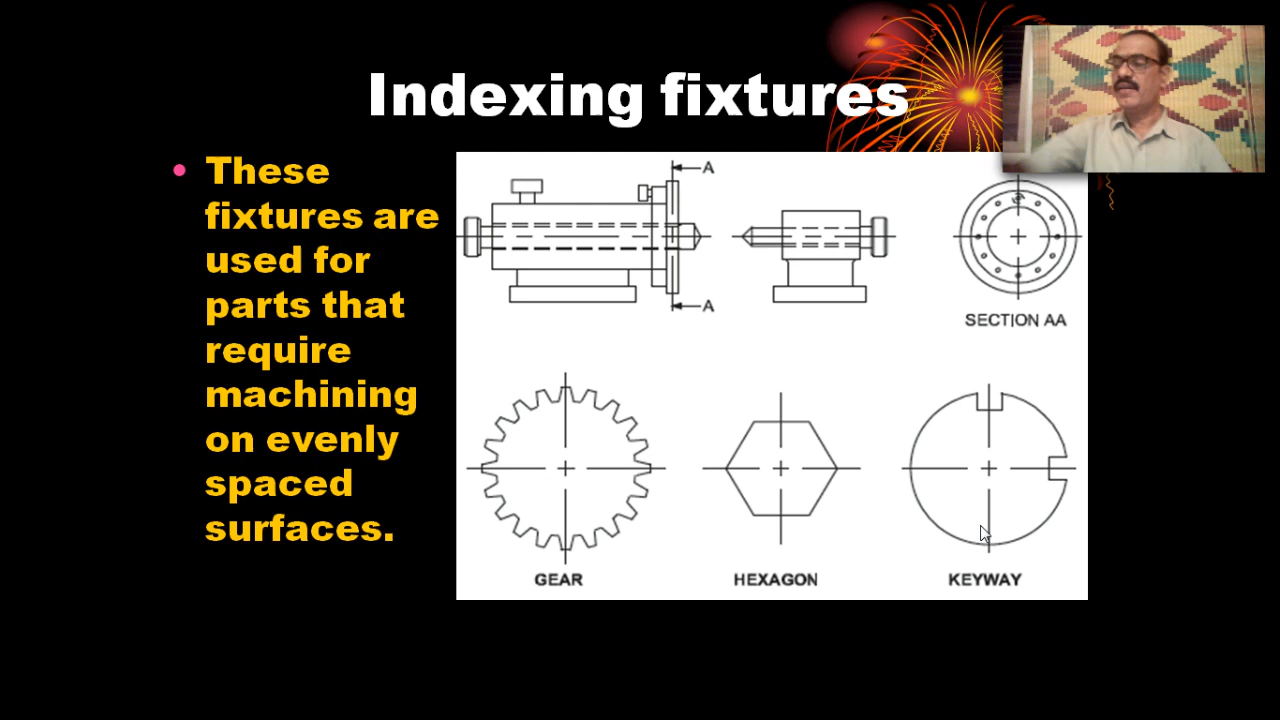 Indexing fixtures
• These
fixtures are
used for
parts that
require
machining
on evenly
spaced
surfaces.
A
A
SECTION AA
GEAR
HEXAGON
KEYWAY